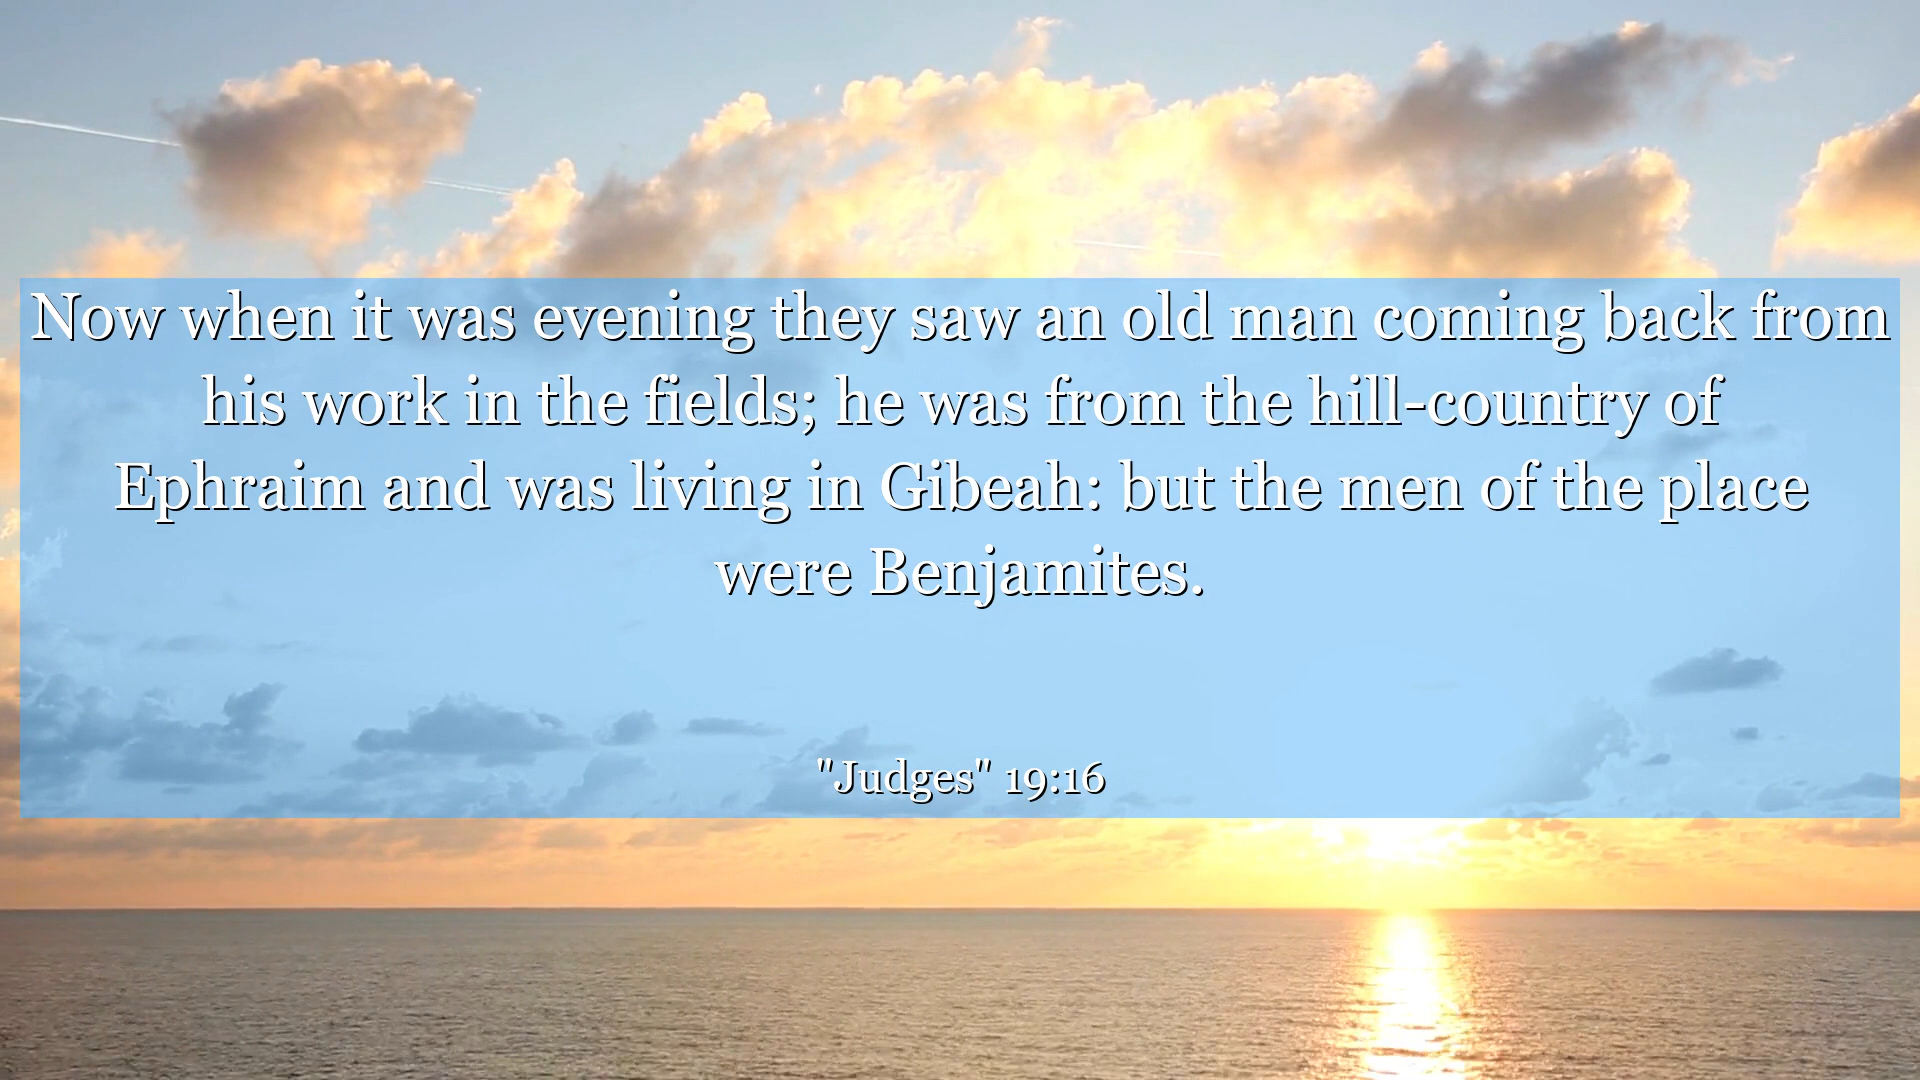 Now when it was evening they saw an old man coming back from
his work in the fields; he was from the hill-country of
Ephraim and was living in Gibeah: but the men of the place
were Benjamites.
"Judges" 19:16